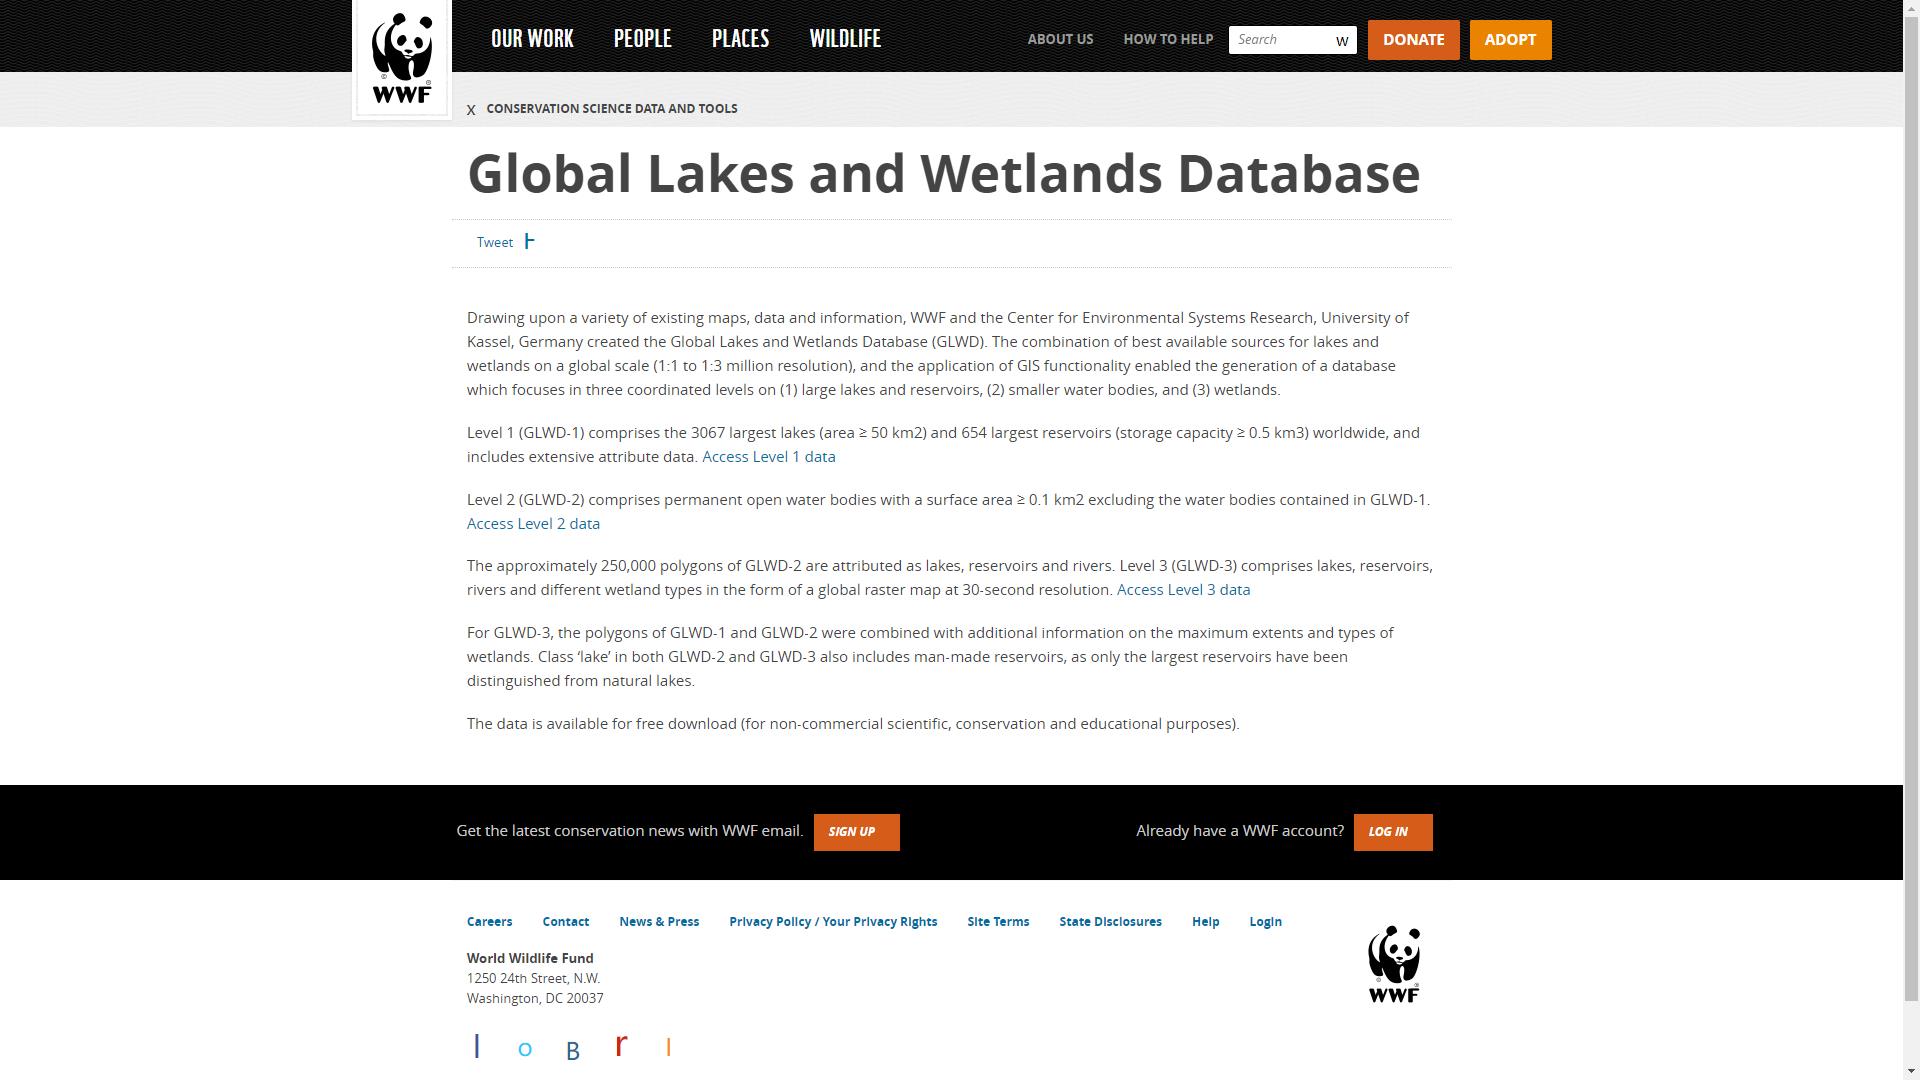 OUR WORK PEOPLE PLACES WILDLIFE ABOUT US HOW TO HELP Search W DONATE ADOPT
© ®
WWF
X CONSERVATION SCIENCE DATA AND TOOLS
Global Lakes and Wetlands Database
Tweet
Drawing upon a variety of existing maps, data and information, WWF and the Center for Environmental Systems Research, University of
Kassel, Germany created the Global Lakes and Wetlands Database (GLWD). The combination of best available sources for lakes and
wetlands on a global scale (1:1 to 1:3 million resolution), and the application of GIS functionality enabled the generation of a database
which focuses in three coordinated levels on (1) large lakes and reservoirs, (2) smaller water bodies, and (3) wetlands.
Level 1 (GLWD-1) comprises the 3067 largest lakes (area ≥ 50 km2) and 654 largest reservoirs (storage capacity ≥ 0.5 km3) worldwide, and
includes extensive attribute data. Access Level 1 data
Level 2 (GLWD-2) comprises permanent open water bodies with a surface area ≥ 0.1 km2 excluding the water bodies contained in GLWD-1.
Access Level 2 data
The approximately 250,000 polygons of GLWD-2 are attributed as lakes, reservoirs and rivers. Level 3 (GLWD-3) comprises lakes, reservoirs,
rivers and different wetland types in the form of a global raster map at 30-second resolution. Access Level 3 data
For GLWD-3, the polygons of GLWD-1 and GLWD-2 were combined with additional information on the maximum extents and types of
wetlands. Class ‘lake’ in both GLWD-2 and GLWD-3 also includes man-made reservoirs, as only the largest reservoirs have been
distinguished from natural lakes.
The data is available for free download (for non-commercial scientific, conservation and educational purposes).
Get the latest conservation news with WWF email. SIGN UP Already have a WWF account? LOG IN
Careers Contact News & Press Privacy Policy / Your Privacy Rights Site Terms State Disclosures Help Login
World Wildlife Fund
1250 24th Street, N.W.
Washington, DC 20037
© ®
WWF
l o B r l